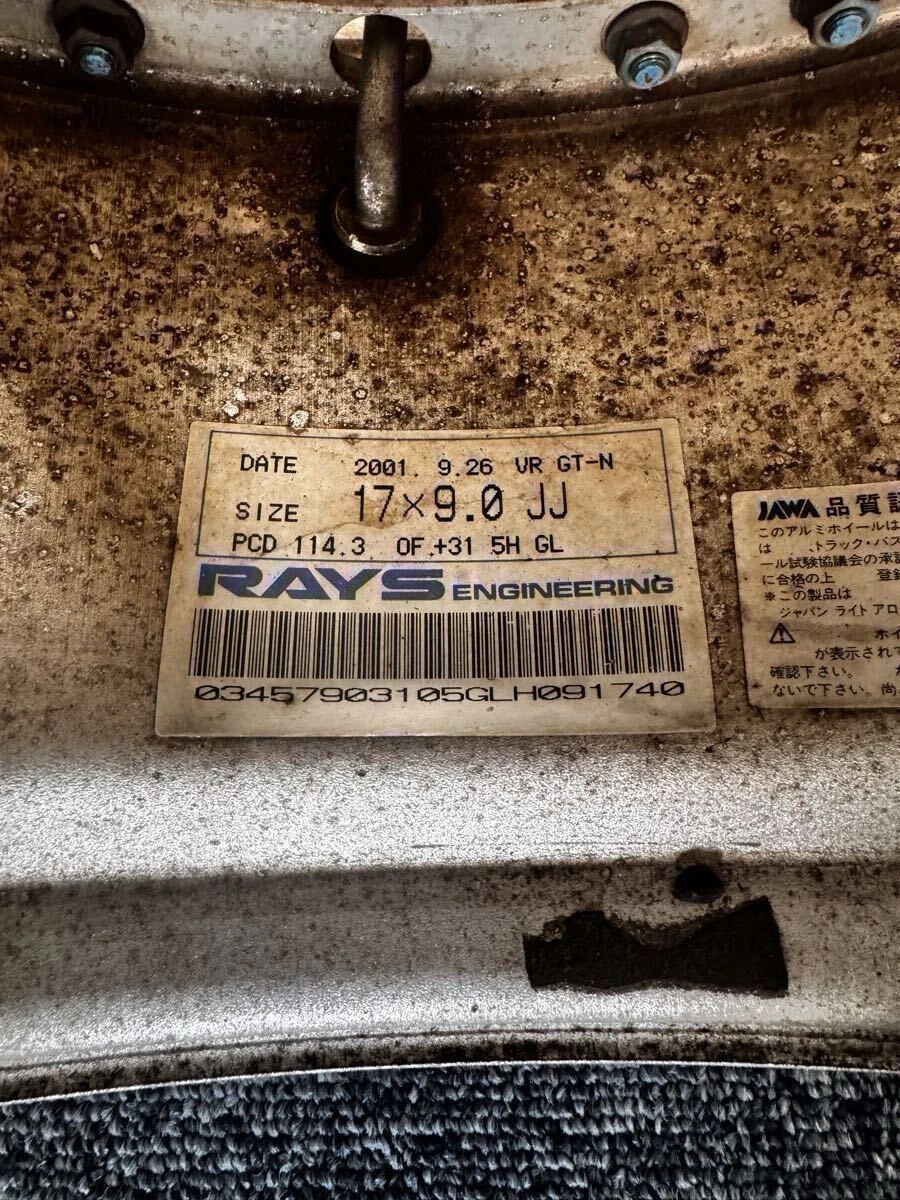 DATE 2001. 9.26 VR GT-N
SIZE 17×9.0 JJ
PCD 114.3 OF.+31 5H GL
RAYS ENGINEERING
03457903105GLH091740
JAWA 品質
このアルミホイールは
は トラック・バス
ール試験協議会の承
に合格の上 登録
※この製品は
ジャパン ライト アロ
ホイ
が表示されて
確認下さい。
ないで下さい。尚